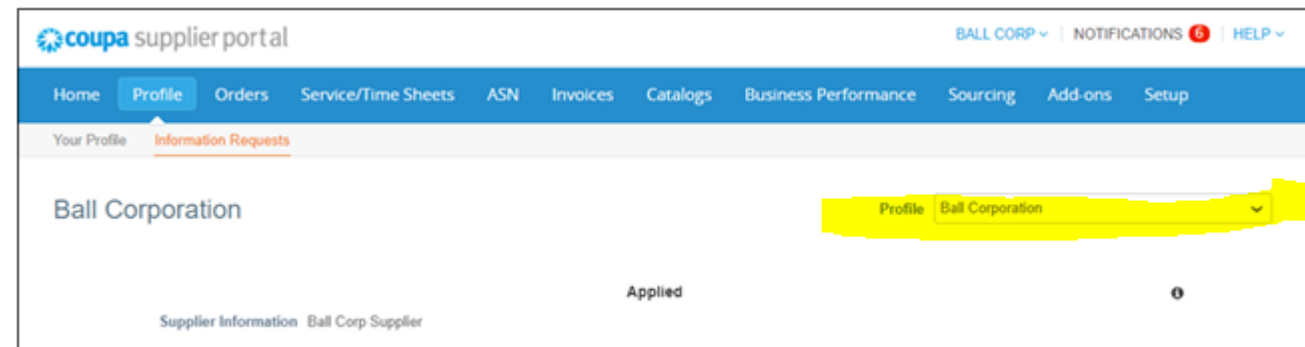 coupa supplier portal BALL CORP NOTIFICATIONS 6 HELP
Home Profile Orders Service/Time Sheets ASN Invoices Catalogs Business Performance Sourcing Add-ons Setup
Your Profile Information Requests
Ball Corporation Profile Ball Corporation
Applied
Supplier Information Ball Corp Supplier